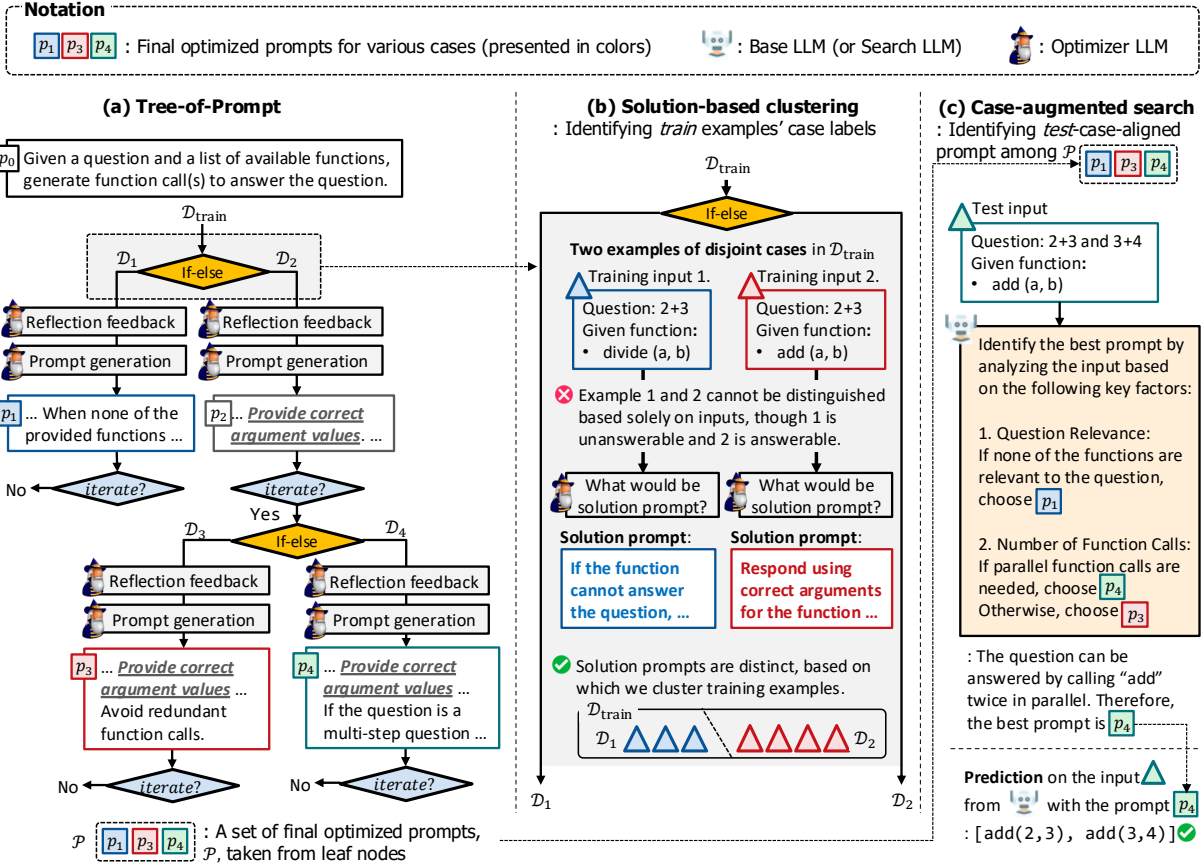 Notation
p1 p3 p4 : Final optimized prompts for various cases (presented in colors)
: Base LLM (or Search LLM)
: Optimizer LLM
(a) Tree-of-Prompt
p0 Given a question and a list of available functions,
generate function call(s) to answer the question.
𝒟train
𝒟1
𝒟2
If-else
Reflection feedback
Reflection feedback
Prompt generation
Prompt generation
p1 ... When none of the
provided functions ...
p2 ... Provide correct
argument values. ...
No
iterate?
iterate?
Yes
𝒟3
𝒟4
If-else
Reflection feedback
Reflection feedback
Prompt generation
Prompt generation
p3 ... Provide correct
argument values ...
Avoid redundant
function calls.
p4 ... Provide correct
argument values ...
If the question is a
multi-step question ...
No
iterate?
No
iterate?
𝒫 p1 p3 p4 : A set of final optimized prompts,
𝒫, taken from leaf nodes
(b) Solution-based clustering
: Identifying train examples' case labels
𝒟train
If-else
Two examples of disjoint cases in 𝒟train
Training input 1.
Question: 2+3
Given function:
• divide (a, b)
Training input 2.
Question: 2+3
Given function:
• add (a, b)
Example 1 and 2 cannot be distinguished
based solely on inputs, though 1 is
unanswerable and 2 is answerable.
What would be
solution prompt?
What would be
solution prompt?
Solution prompt:
If the function
cannot answer
the question, ...
Solution prompt:
Respond using
correct arguments
for the function ...
Solution prompts are distinct, based on
which we cluster training examples.
𝒟train
𝒟1
𝒟2
𝒟1
𝒟2
(c) Case-augmented search
: Identifying test-case-aligned
prompt among 𝒫
p1 p3 p4
Test input
Question: 2+3 and 3+4
Given function:
• add (a, b)
Identify the best prompt by
analyzing the input based
on the following key factors:
1. Question Relevance:
If none of the functions are
relevant to the question,
choose p1
2. Number of Function Calls:
If parallel function calls are
needed, choose p4
Otherwise, choose p3
: The question can be
answered by calling “add”
twice in parallel. Therefore,
the best prompt is p4
Prediction on the input
from with the prompt p4
: [add(2,3), add(3,4)]